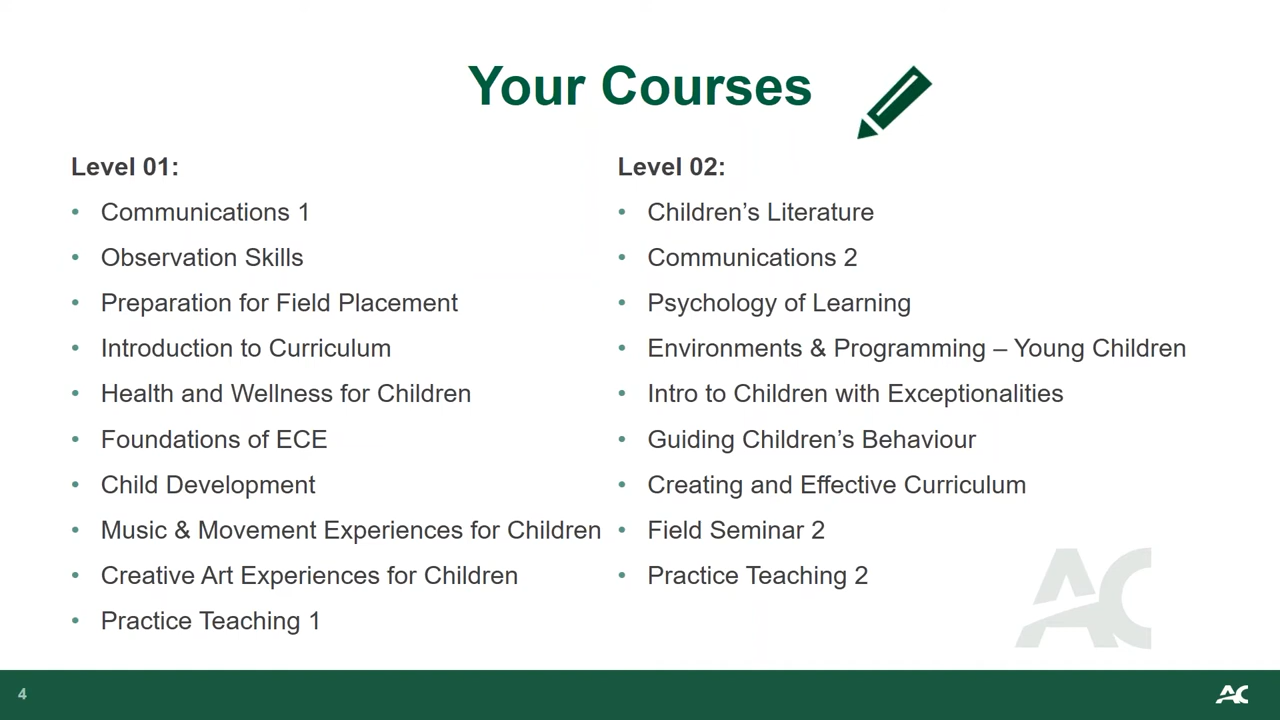 Your Courses
Level 01:
• Communications 1
• Observation Skills
• Preparation for Field Placement
• Introduction to Curriculum
• Health and Wellness for Children
• Foundations of ECE
• Child Development
• Music & Movement Experiences for Children
• Creative Art Experiences for Children
• Practice Teaching 1
Level 02:
• Children’s Literature
• Communications 2
• Psychology of Learning
• Environments & Programming – Young Children
• Intro to Children with Exceptionalities
• Guiding Children’s Behaviour
• Creating and Effective Curriculum
• Field Seminar 2
• Practice Teaching 2
AC
4
AC